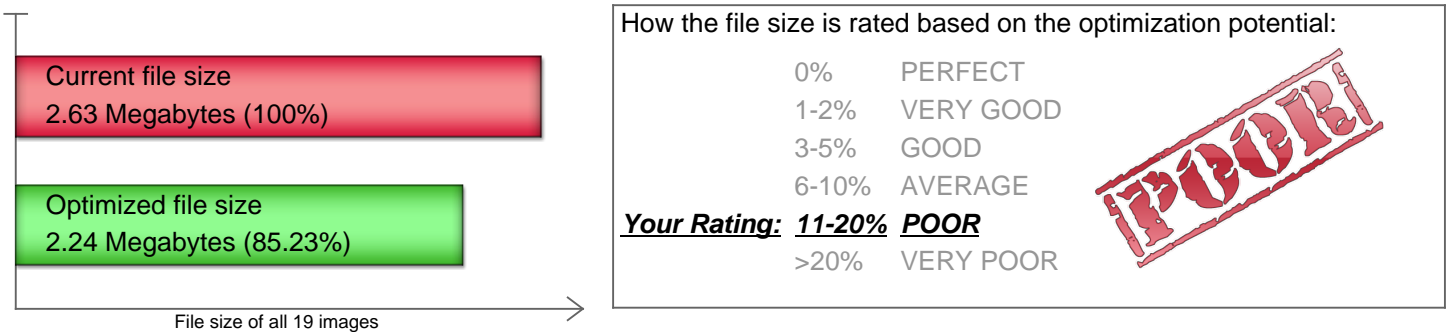 Current file size
2.63 Megabytes (100%)
Optimized file size
2.24 Megabytes (85.23%)
File size of all 19 images
How the file size is rated based on the optimization potential:
0% PERFECT
1-2% VERY GOOD
3-5% GOOD
6-10% AVERAGE
Your Rating: 11-20% POOR
>20% VERY POOR
POOR